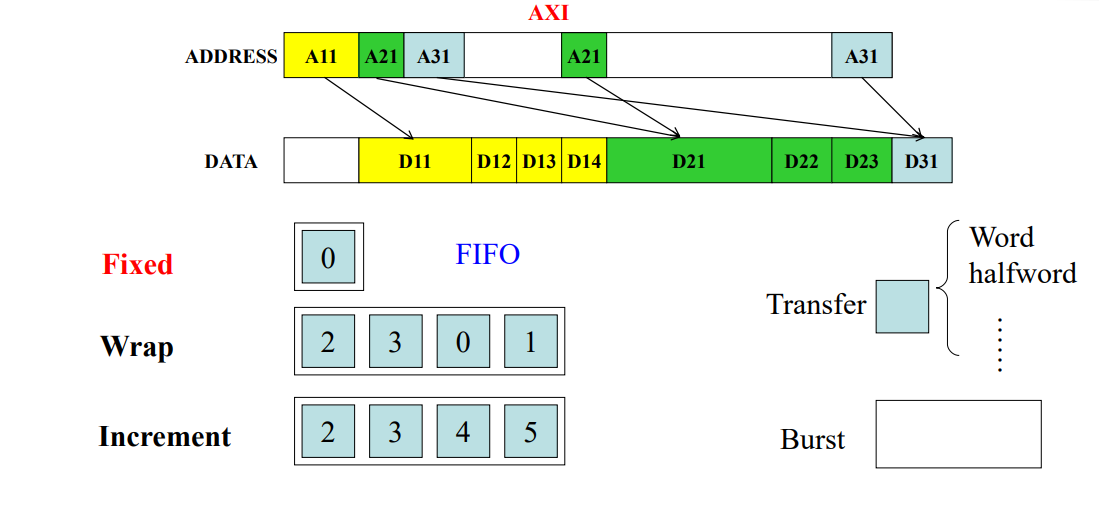 AXI
ADDRESS A11 A21 A31 A21 A31
DATA D11 D12 D13 D14 D21 D22 D23 D31
Fixed 0 FIFO
Wrap 2 3 0 1
Increment 2 3 4 5
Transfer
Word
halfword
Burst